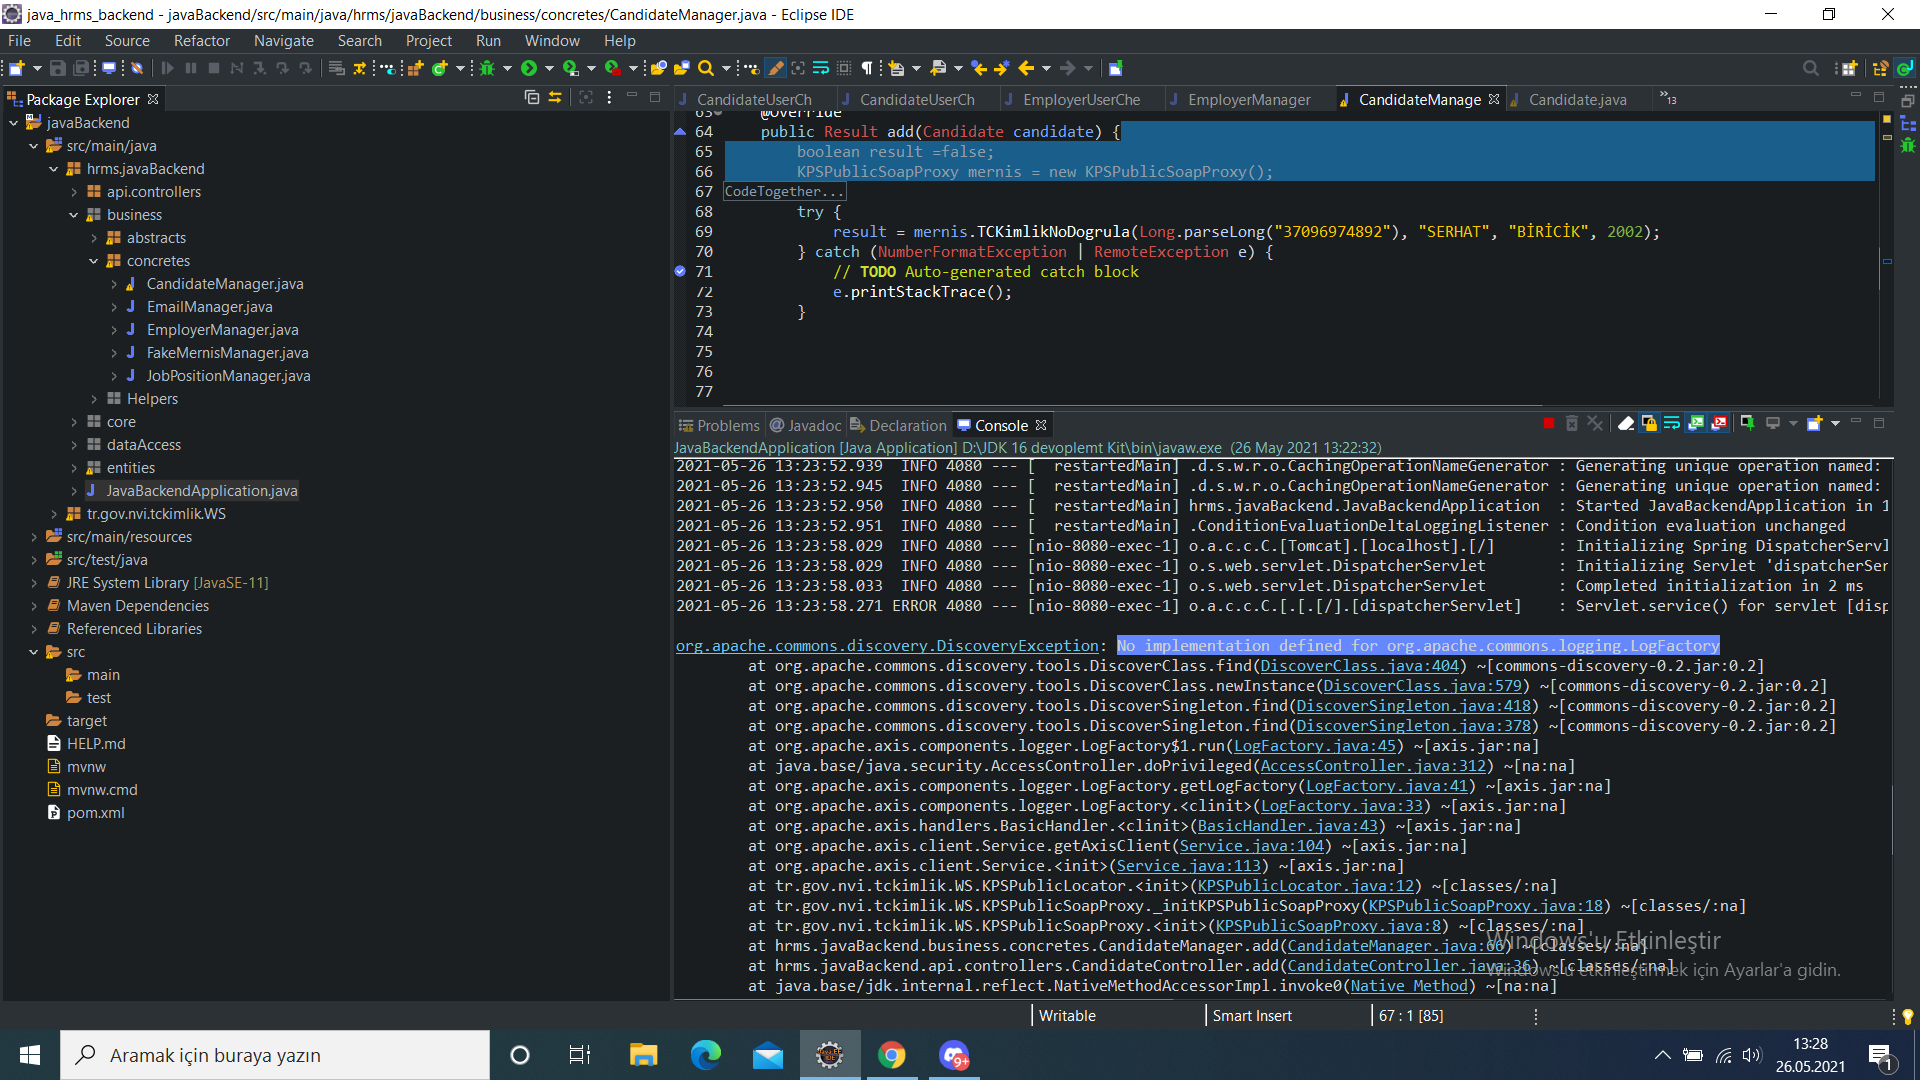 java_hrms_backend - javaBackend/src/main/java/hrms/javaBackend/business/concretes/CandidateManager.java - Eclipse IDE
File Edit Source Refactor Navigate Search Project Run Window Help
Package Explorer
javaBackend
src/main/java
hrms.javaBackend
api.controllers
business
abstracts
concretes
CandidateManager.java
EmailManager.java
EmployerManager.java
FakeMernisManager.java
JobPositionManager.java
Helpers
core
dataAccess
entities
JavaBackendApplication.java
tr.gov.nvi.tckimlik.WS
src/main/resources
src/test/java
JRE System Library [JavaSE-11]
Maven Dependencies
Referenced Libraries
src
main
test
target
HELP.md
mvnw
mvnw.cmd
pom.xml
CandidateUserCh CandidateUserCh EmployerUserChe EmployerManager CandidateManage Candidate.java »13
63 @Override
64 public Result add(Candidate candidate) {
65 boolean result =false;
66 KPSPublicSoapProxy mernis = new KPSPublicSoapProxy();
67 CodeTogether...
68 try {
69 result = mernis.TCKimlikNoDogrula(Long.parseLong("37096974892"), "SERHAT", "BİRİCİK", 2002);
70 } catch (NumberFormatException | RemoteException e) {
71 // TODO Auto-generated catch block
72 e.printStackTrace();
73 }
74
75
76
77
Problems @ Javadoc Declaration Console
JavaBackendApplication [Java Application] D:\JDK 16 devoplemt Kit\bin\javaw.exe (26 May 2021 13:22:32)
2021-05-26 13:23:52.939 INFO 4080 --- [ restartedMain] .d.s.w.r.o.CachingOperationNameGenerator : Generating unique operation named:
2021-05-26 13:23:52.945 INFO 4080 --- [ restartedMain] .d.s.w.r.o.CachingOperationNameGenerator : Generating unique operation named:
2021-05-26 13:23:52.950 INFO 4080 --- [ restartedMain] hrms.javaBackend.JavaBackendApplication : Started JavaBackendApplication in 1
2021-05-26 13:23:52.951 INFO 4080 --- [ restartedMain] .ConditionEvaluationDeltaLoggingListener : Condition evaluation unchanged
2021-05-26 13:23:58.029 INFO 4080 --- [nio-8080-exec-1] o.a.c.c.C.[Tomcat].[localhost].[/] : Initializing Spring DispatcherServl
2021-05-26 13:23:58.029 INFO 4080 --- [nio-8080-exec-1] o.s.web.servlet.DispatcherServlet : Initializing Servlet 'dispatcherSer
2021-05-26 13:23:58.033 INFO 4080 --- [nio-8080-exec-1] o.s.web.servlet.DispatcherServlet : Completed initialization in 2 ms
2021-05-26 13:23:58.271 ERROR 4080 --- [nio-8080-exec-1] o.a.c.c.C.[.[.[/].[dispatcherServlet] : Servlet.service() for servlet [disp
org.apache.commons.discovery.DiscoveryException: No implementation defined for org.apache.commons.logging.LogFactory
at org.apache.commons.discovery.tools.DiscoverClass.find(DiscoverClass.java:404) ~[commons-discovery-0.2.jar:0.2]
at org.apache.commons.discovery.tools.DiscoverClass.newInstance(DiscoverClass.java:579) ~[commons-discovery-0.2.jar:0.2]
at org.apache.commons.discovery.tools.DiscoverSingleton.find(DiscoverSingleton.java:418) ~[commons-discovery-0.2.jar:0.2]
at org.apache.commons.discovery.tools.DiscoverSingleton.find(DiscoverSingleton.java:378) ~[commons-discovery-0.2.jar:0.2]
at org.apache.axis.components.logger.LogFactory$1.run(LogFactory.java:45) ~[axis.jar:na]
at java.base/java.security.AccessController.doPrivileged(AccessController.java:312) ~[na:na]
at org.apache.axis.components.logger.LogFactory.getLogFactory(LogFactory.java:41) ~[axis.jar:na]
at org.apache.axis.components.logger.LogFactory.<clinit>(LogFactory.java:33) ~[axis.jar:na]
at org.apache.axis.handlers.BasicHandler.<clinit>(BasicHandler.java:43) ~[axis.jar:na]
at org.apache.axis.client.Service.getAxisClient(Service.java:104) ~[axis.jar:na]
at org.apache.axis.client.Service.<init>(Service.java:113) ~[axis.jar:na]
at tr.gov.nvi.tckimlik.WS.KPSPublicLocator.<init>(KPSPublicLocator.java:12) ~[classes/:na]
at tr.gov.nvi.tckimlik.WS.KPSPublicSoapProxy._initKPSPublicSoapProxy(KPSPublicSoapProxy.java:18) ~[classes/:na]
at tr.gov.nvi.tckimlik.WS.KPSPublicSoapProxy.<init>(KPSPublicSoapProxy.java:8) ~[classes/:na]
at hrms.javaBackend.business.concretes.CandidateManager.add(CandidateManager.java:66) ~[classes/:na]
at hrms.javaBackend.api.controllers.CandidateController.add(CandidateController.java:36) ~[classes/:na]
at java.base/jdk.internal.reflect.NativeMethodAccessorImpl.invoke0(Native Method) ~[na:na]
Windows'u Etkinleştir
Windows'u etkinleştirmek için Ayarlar'a gidin.
Writable Smart Insert 67 : 1 [85]
Aramak için buraya yazın
9+
13:28
26.05.2021
1